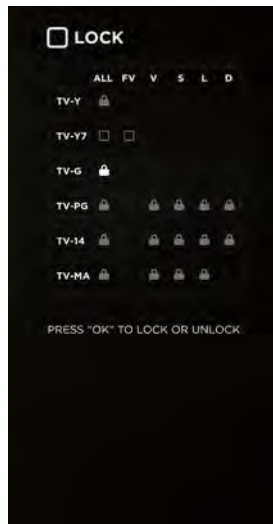 LOCK
ALL FV V S L D
TV-Y
TV-Y7
TV-G
TV-PG
TV-14
TV-MA
PRESS "OK" TO LOCK OR UNLOCK